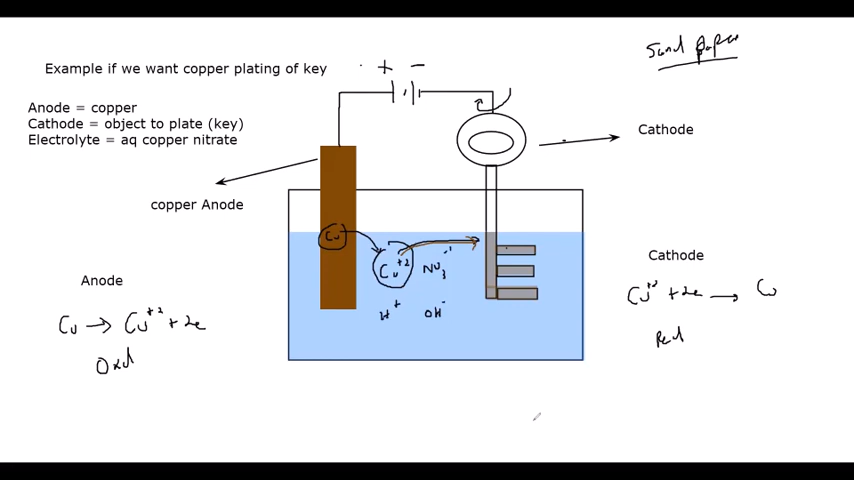 Sand paper
Example if we want copper plating of key
+ −
Anode = copper
Cathode = object to plate (key)
Electrolyte = aq copper nitrate
Cathode
copper Anode
Cu
Cu⁺² NO₃⁻¹
H⁺ OH⁻
Anode
Cu → Cu⁺² + 2e
Oxd
Cathode
Cu⁺² + 2e → Cu
Red